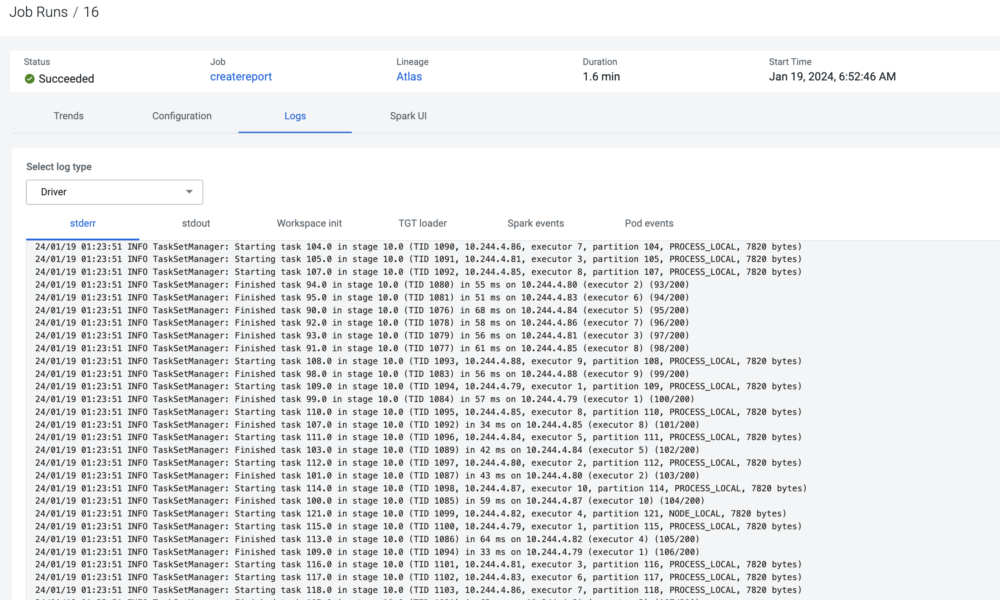 Job Runs / 16
Status Job Lineage Duration Start Time
Succeeded createreport Atlas 1.6 min Jan 19, 2024, 6:52:46 AM
Trends Configuration Logs Spark UI
Select log type
Driver
stderr stdout Workspace init TGT loader Spark events Pod events
24/01/19 01:23:51 INFO TaskSetManager: Starting task 104.0 in stage 10.0 (TID 1090, 10.244.4.86, executor 7, partition 104, PROCESS_LOCAL, 7820 bytes)
24/01/19 01:23:51 INFO TaskSetManager: Starting task 105.0 in stage 10.0 (TID 1091, 10.244.4.81, executor 3, partition 105, PROCESS_LOCAL, 7820 bytes)
24/01/19 01:23:51 INFO TaskSetManager: Starting task 107.0 in stage 10.0 (TID 1092, 10.244.4.85, executor 8, partition 107, PROCESS_LOCAL, 7820 bytes)
24/01/19 01:23:51 INFO TaskSetManager: Finished task 94.0 in stage 10.0 (TID 1080) in 55 ms on 10.244.4.80 (executor 2) (93/200)
24/01/19 01:23:51 INFO TaskSetManager: Finished task 95.0 in stage 10.0 (TID 1081) in 51 ms on 10.244.4.83 (executor 6) (94/200)
24/01/19 01:23:51 INFO TaskSetManager: Finished task 90.0 in stage 10.0 (TID 1076) in 68 ms on 10.244.4.84 (executor 5) (95/200)
24/01/19 01:23:51 INFO TaskSetManager: Finished task 92.0 in stage 10.0 (TID 1078) in 58 ms on 10.244.4.86 (executor 7) (96/200)
24/01/19 01:23:51 INFO TaskSetManager: Finished task 93.0 in stage 10.0 (TID 1079) in 56 ms on 10.244.4.81 (executor 3) (97/200)
24/01/19 01:23:51 INFO TaskSetManager: Finished task 91.0 in stage 10.0 (TID 1077) in 61 ms on 10.244.4.85 (executor 8) (98/200)
24/01/19 01:23:51 INFO TaskSetManager: Starting task 108.0 in stage 10.0 (TID 1093, 10.244.4.88, executor 9, partition 108, PROCESS_LOCAL, 7820 bytes)
24/01/19 01:23:51 INFO TaskSetManager: Finished task 98.0 in stage 10.0 (TID 1083) in 56 ms on 10.244.4.88 (executor 9) (99/200)
24/01/19 01:23:51 INFO TaskSetManager: Starting task 109.0 in stage 10.0 (TID 1094, 10.244.4.79, executor 1, partition 109, PROCESS_LOCAL, 7820 bytes)
24/01/19 01:23:51 INFO TaskSetManager: Finished task 99.0 in stage 10.0 (TID 1084) in 57 ms on 10.244.4.79 (executor 1) (100/200)
24/01/19 01:23:51 INFO TaskSetManager: Starting task 110.0 in stage 10.0 (TID 1095, 10.244.4.85, executor 8, partition 110, PROCESS_LOCAL, 7820 bytes)
24/01/19 01:23:51 INFO TaskSetManager: Finished task 107.0 in stage 10.0 (TID 1092) in 34 ms on 10.244.4.85 (executor 8) (101/200)
24/01/19 01:23:51 INFO TaskSetManager: Starting task 111.0 in stage 10.0 (TID 1096, 10.244.4.84, executor 5, partition 111, PROCESS_LOCAL, 7820 bytes)
24/01/19 01:23:51 INFO TaskSetManager: Finished task 103.0 in stage 10.0 (TID 1089) in 42 ms on 10.244.4.84 (executor 5) (102/200)
24/01/19 01:23:51 INFO TaskSetManager: Starting task 112.0 in stage 10.0 (TID 1097, 10.244.4.80, executor 2, partition 112, PROCESS_LOCAL, 7820 bytes)
24/01/19 01:23:51 INFO TaskSetManager: Finished task 101.0 in stage 10.0 (TID 1087) in 43 ms on 10.244.4.80 (executor 2) (103/200)
24/01/19 01:23:51 INFO TaskSetManager: Starting task 114.0 in stage 10.0 (TID 1098, 10.244.4.87, executor 10, partition 114, PROCESS_LOCAL, 7820 bytes)
24/01/19 01:23:51 INFO TaskSetManager: Finished task 100.0 in stage 10.0 (TID 1085) in 59 ms on 10.244.4.87 (executor 10) (104/200)
24/01/19 01:23:51 INFO TaskSetManager: Starting task 121.0 in stage 10.0 (TID 1099, 10.244.4.82, executor 4, partition 121, NODE_LOCAL, 7820 bytes)
24/01/19 01:23:51 INFO TaskSetManager: Starting task 115.0 in stage 10.0 (TID 1100, 10.244.4.79, executor 1, partition 115, PROCESS_LOCAL, 7820 bytes)
24/01/19 01:23:51 INFO TaskSetManager: Finished task 113.0 in stage 10.0 (TID 1086) in 64 ms on 10.244.4.82 (executor 4) (105/200)
24/01/19 01:23:51 INFO TaskSetManager: Finished task 109.0 in stage 10.0 (TID 1094) in 33 ms on 10.244.4.79 (executor 1) (106/200)
24/01/19 01:23:51 INFO TaskSetManager: Starting task 116.0 in stage 10.0 (TID 1101, 10.244.4.81, executor 3, partition 116, PROCESS_LOCAL, 7820 bytes)
24/01/19 01:23:51 INFO TaskSetManager: Starting task 117.0 in stage 10.0 (TID 1102, 10.244.4.83, executor 6, partition 117, PROCESS_LOCAL, 7820 bytes)
24/01/19 01:23:51 INFO TaskSetManager: Starting task 118.0 in stage 10.0 (TID 1103, 10.244.4.86, executor 7, partition 118, PROCESS_LOCAL, 7820 bytes)